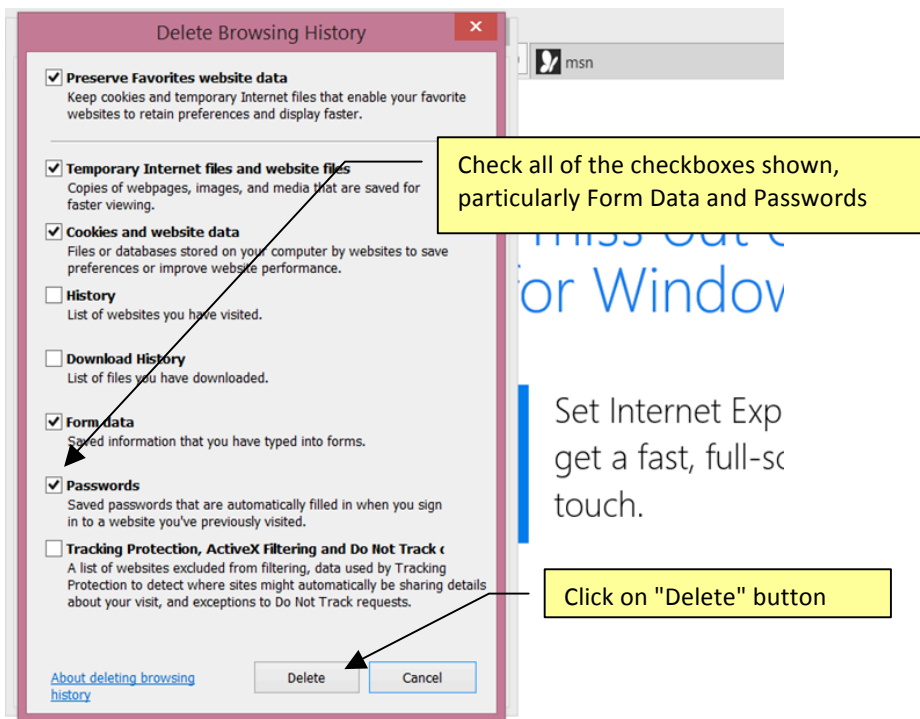 Delete Browsing History
x
msn
Preserve Favorites website data
Keep cookies and temporary Internet files that enable your favorite
websites to retain preferences and display faster.
Check all of the checkboxes shown,
particularly Form Data and Passwords
Temporary Internet files and website files
Copies of webpages, images, and media that are saved for
faster viewing.
Cookies and website data
Files or databases stored on your computer by websites to save
preferences or improve website performance.
History
List of websites you have visited.
Download History
List of files you have downloaded.
Form data
Saved information that you have typed into forms.
Passwords
Saved passwords that are automatically filled in when you sign
in to a website you've previously visited.
Tracking Protection, ActiveX Filtering and Do Not Track
A list of websites excluded from filtering, data used by Tracking
Protection to detect where sites might automatically be sharing details
about your visit, and exceptions to Do Not Track requests.
About deleting browsing
history
Delete
Cancel
miss Out
or Window
Set Internet Exp
get a fast, full-sc
touch.
Click on "Delete" button